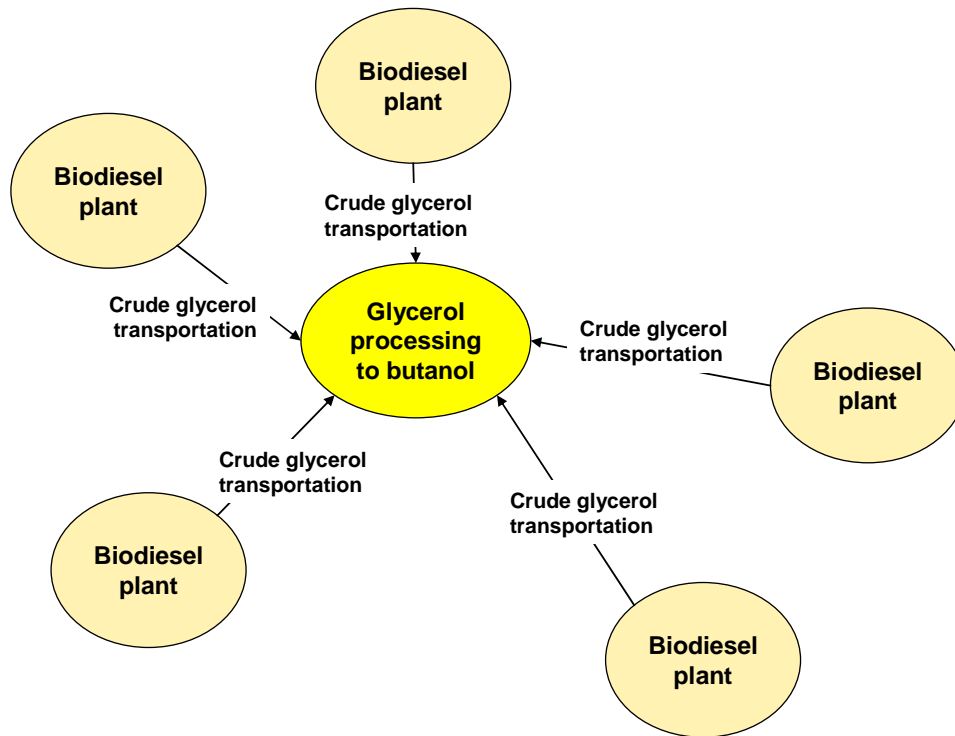 Biodiesel
plant
Biodiesel
plant
Crude glycerol
transportation
Crude glycerol
transportation
Glycerol
processing
to butanol
Crude glycerol
transportation
Biodiesel
plant
Crude glycerol
transportation
Biodiesel
plant
Crude glycerol
transportation
Biodiesel
plant